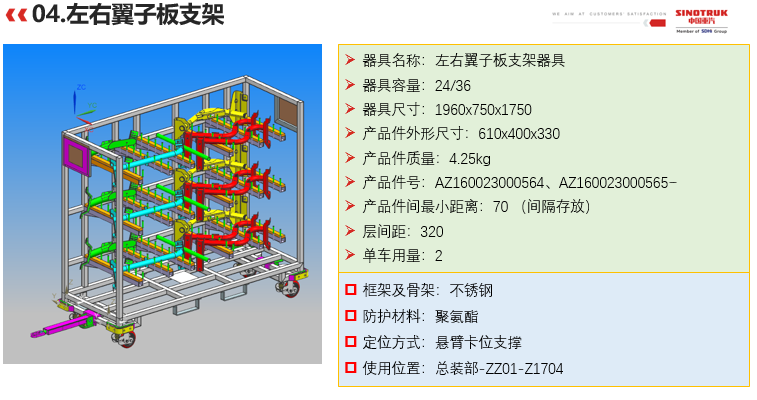 04.左右翼子板支架
WE AIM AT CUSTOMERS' SATISFACTION
SINOTRUK
中国重汽
Member of SDHI Group
器具名称：左右翼子板支架器具
器具容量：24/36
器具尺寸：1960x750x1750
产品件外形尺寸：610x400x330
产品件质量：4.25kg
产品件号：AZ160023000564、AZ160023000565-
产品件间最小距离：70 （间隔存放）
层间距：320
单车用量：2
框架及骨架：不锈钢
防护材料：聚氨酯
定位方式：悬臂卡位支撑
使用位置：总装部-ZZ01-Z1704